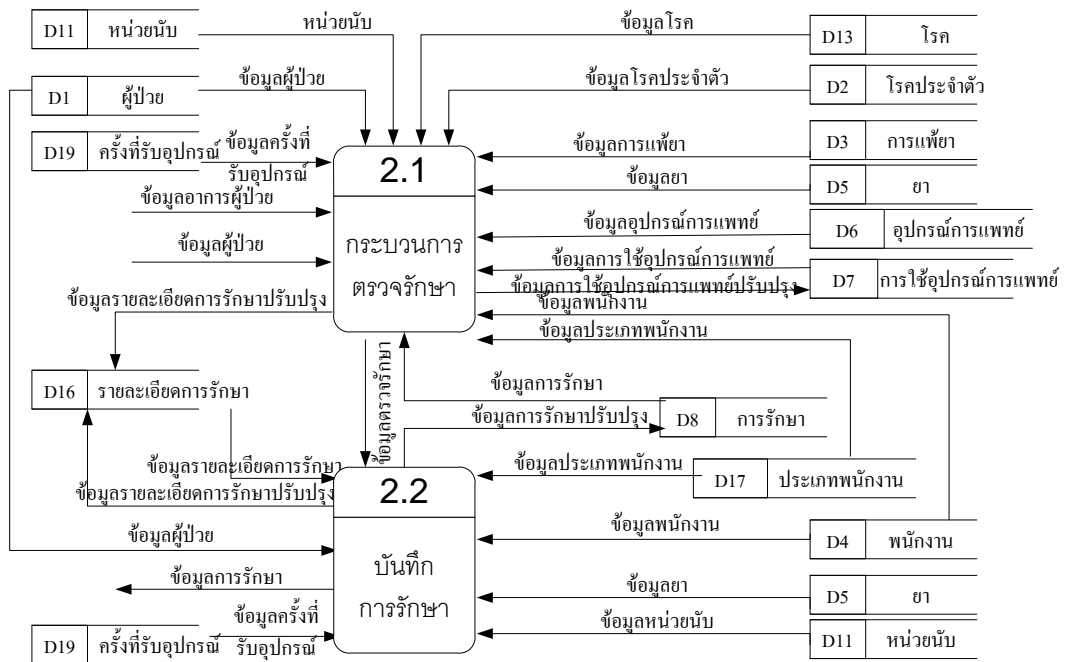 D11 หน่วยนับ
หน่วยนับ
ข้อมูลโรค
D13 โรค
D1 ผู้ป่วย
ข้อมูลผู้ป่วย
ข้อมูลโรคประจำตัว
D2 โรคประจำตัว
D19 ครั้งที่รับอุปกรณ์
ข้อมูลครั้งที่
รับอุปกรณ์
2.1
กระบวนการ
ตรวจรักษา
ข้อมูลการแพ้ยา
D3 การแพ้ยา
ข้อมูลยา
D5 ยา
ข้อมูลอาการผู้ป่วย
ข้อมูลผู้ป่วย
ข้อมูลอุปกรณ์การแพทย์
D6 อุปกรณ์การแพทย์
ข้อมูลการใช้อุปกรณ์การแพทย์
ข้อมูลการใช้อุปกรณ์การแพทย์ปรับปรุง
D7 การใช้อุปกรณ์การแพทย์
ข้อมูลพนักงาน
ข้อมูลประเภทพนักงาน
ข้อมูลรายละเอียดการรักษาปรับปรุง
D16 รายละเอียดการรักษา
ข้อมูลตรวจรักษา
ข้อมูลการรักษา
ข้อมูลการรักษาปรับปรุง
D8 การรักษา
ข้อมูลรายละเอียดการรักษา
ข้อมูลรายละเอียดการรักษาปรับปรุง
2.2
บันทึก
การรักษา
ข้อมูลประเภทพนักงาน
D17 ประเภทพนักงาน
ข้อมูลผู้ป่วย
ข้อมูลพนักงาน
D4 พนักงาน
ข้อมูลการรักษา
ข้อมูลยา
D5 ยา
D19 ครั้งที่รับอุปกรณ์
ข้อมูลครั้งที่
รับอุปกรณ์
ข้อมูลหน่วยนับ
D11 หน่วยนับ